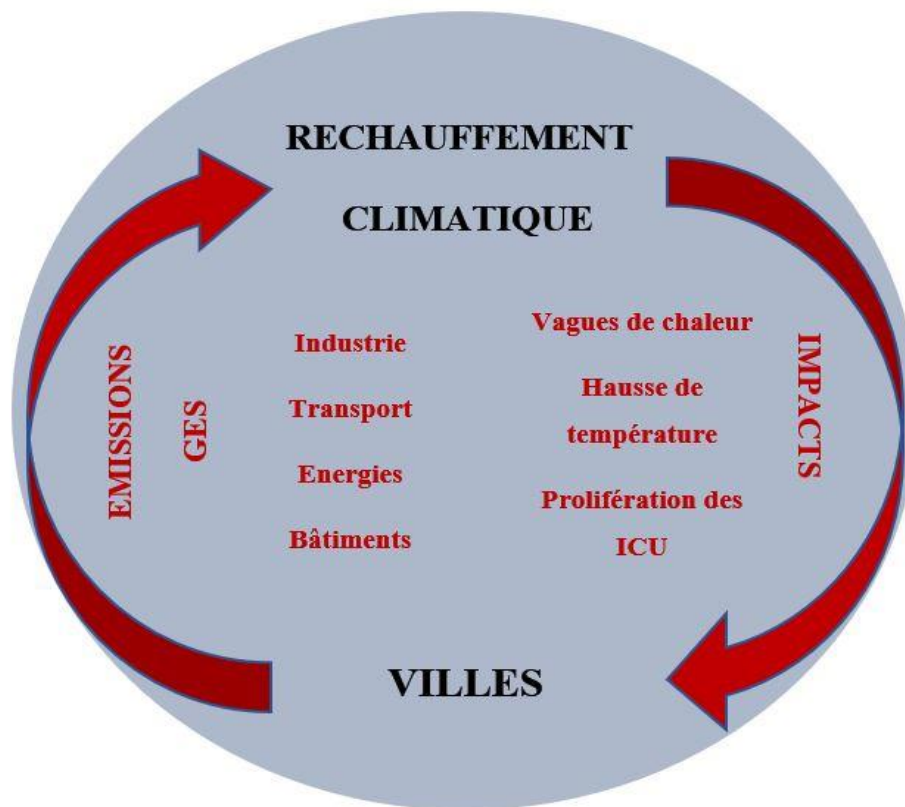 RECHAUFFEMENT
CLIMATIQUE
EMISSIONS
GES
Industrie
Transport
Energies
Bâtiments
Vagues de chaleur
Hausse de
température
Prolifération des
ICU
IMPACTS
VILLES